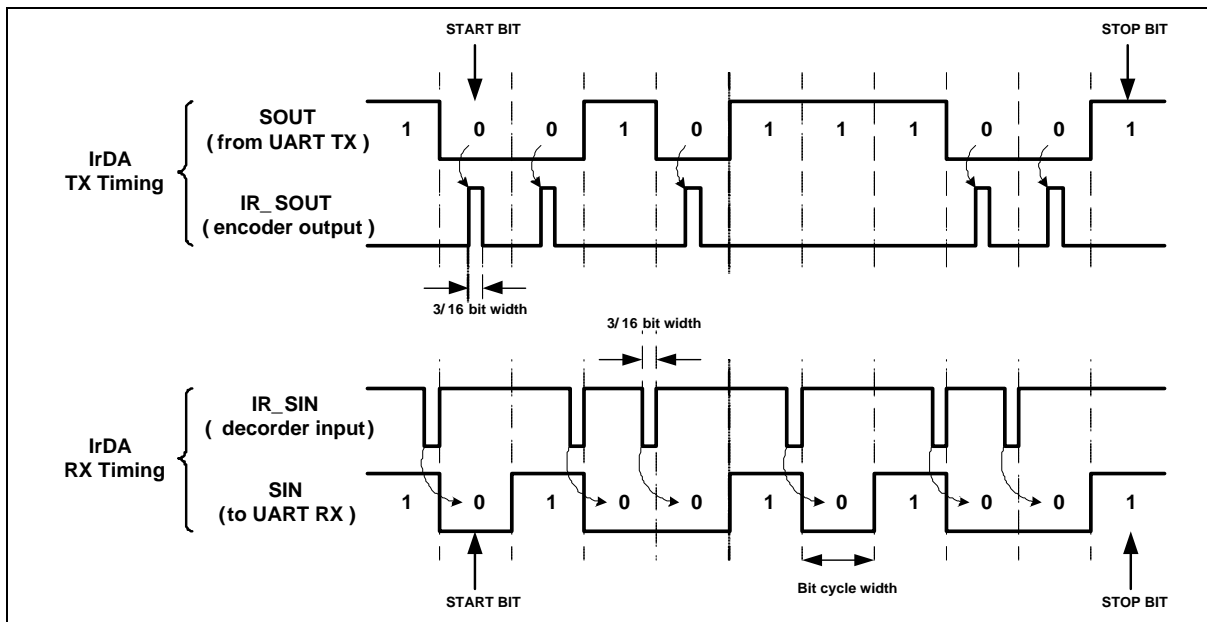 START BIT
STOP BIT
SOUT
( from UART TX )
1 0 0 1 0 1 1 1 0 0 1
IrDA
TX Timing
IR_ SOUT
( encoder output )
3/ 16 bit width
3/ 16 bit width
IR_SIN
( decorder input)
IrDA
RX Timing
SIN
(to UART RX )
1 0 1 0 0 1 0 1 0 0 1
Bit cycle width
START BIT
STOP BIT